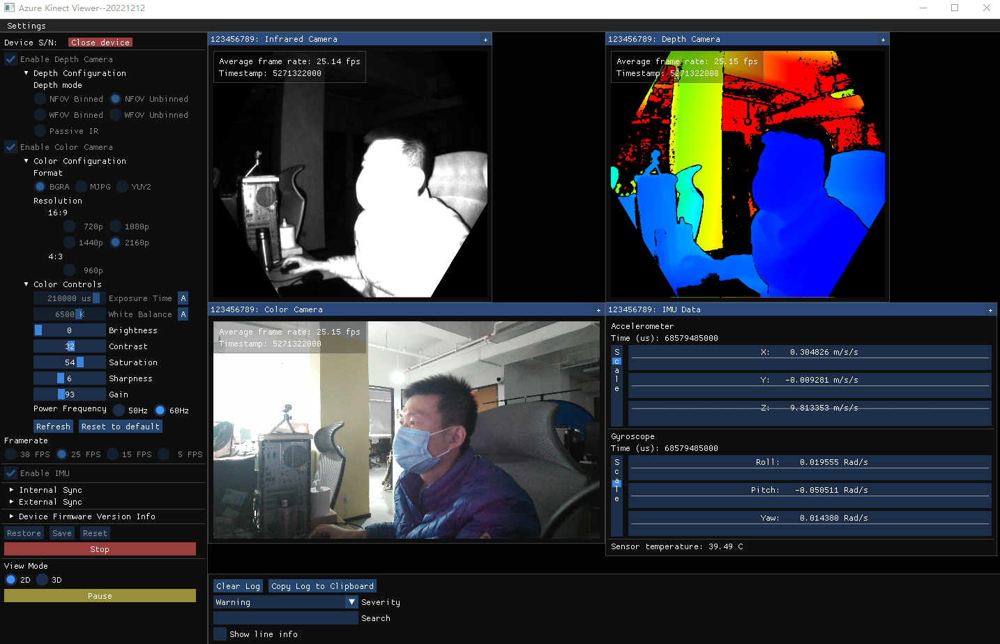 Azure Kinect Viewer--20221212
Settings
Device S/N: Close device
Enable Depth Camera
Depth Configuration
Depth mode
NFOV Binned NFOV Unbinned
WFOV Binned WFOV Unbinned
Passive IR
Enable Color Camera
Color Configuration
Format
BGRA MJPG YUY2
Resolution
16:9
720p 1080p
1440p 2160p
4:3
960p
Color Controls
210000 us Exposure Time A
6500 K White Balance A
0 Brightness
32 Contrast
54 Saturation
6 Sharpness
93 Gain
Power Frequency 50Hz 60Hz
Refresh Reset to default
Framerate
30 FPS 25 FPS 15 FPS 5 FPS
Enable IMU
Internal Sync
External Sync
Device Firmware Version Info
Restore Save Reset
Stop
View Mode
2D 3D
Pause
123456789: Infrared Camera +
Average frame rate: 25.14 fps
Timestamp: 5271322000
123456789: Depth Camera +
Average frame rate: 25.15 fps
Timestamp: 5271322000
123456789: Color Camera +
Average frame rate: 25.15 fps
Timestamp: 5271322000
123456789: IMU Data +
Accelerometer
Time (us): 68579485000
Scale
X: 0.304826 m/s/s
Y: -0.009281 m/s/s
Z: 9.813353 m/s/s
Gyroscope
Time (us): 68579485000
Scale
Roll: 0.019555 Rad/s
Pitch: -0.050511 Rad/s
Yaw: 0.014380 Rad/s
Sensor temperature: 39.49 C
Clear Log Copy Log to Clipboard
Warning Severity
Search
Show line info